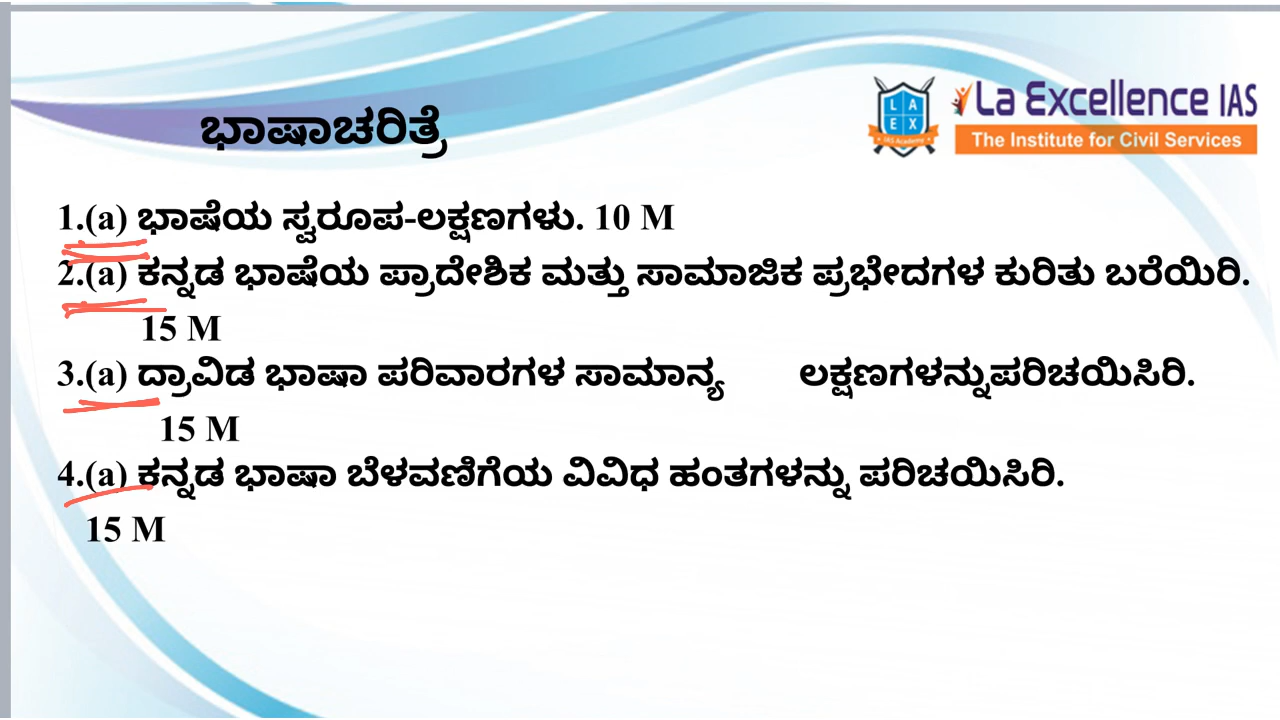 ಭಾಷಾಚರಿತ್ರೆ
L A
E X
IAS Academy
La Excellence IAS
The Institute for Civil Services
1.(a) ಭಾಷೆಯ ಸ್ವರೂಪ-ಲಕ್ಷಣಗಳು. 10 M
2.(a) ಕನ್ನಡ ಭಾಷೆಯ ಪ್ರಾದೇಶಿಕ ಮತ್ತು ಸಾಮಾಜಿಕ ಪ್ರಭೇದಗಳ ಕುರಿತು ಬರೆಯಿರಿ.
15 M
3.(a) ದ್ರಾವಿಡ ಭಾಷಾ ಪರಿವಾರಗಳ ಸಾಮಾನ್ಯ ಲಕ್ಷಣಗಳನ್ನುಪರಿಚಯಿಸಿರಿ.
15 M
4.(a) ಕನ್ನಡ ಭಾಷಾ ಬೆಳವಣಿಗೆಯ ವಿವಿಧ ಹಂತಗಳನ್ನು ಪರಿಚಯಿಸಿರಿ.
15 M